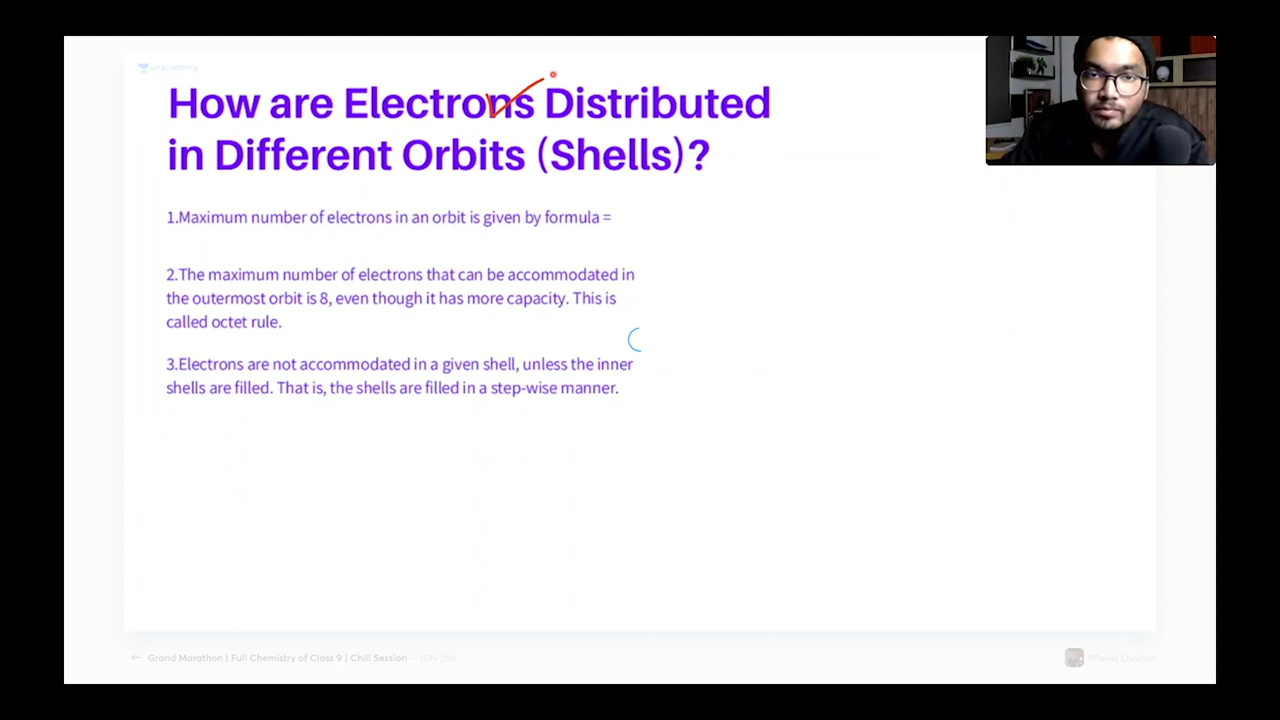 unacademy
How are Electrons Distributed
in Different Orbits (Shells)?
1.Maximum number of electrons in an orbit is given by formula =
2.The maximum number of electrons that can be accommodated in
the outermost orbit is 8, even though it has more capacity. This is
called octet rule.
3.Electrons are not accommodated in a given shell, unless the inner
shells are filled. That is, the shells are filled in a step-wise manner.
Grand Marathon | Full Chemistry of Class 9 | Chill Session